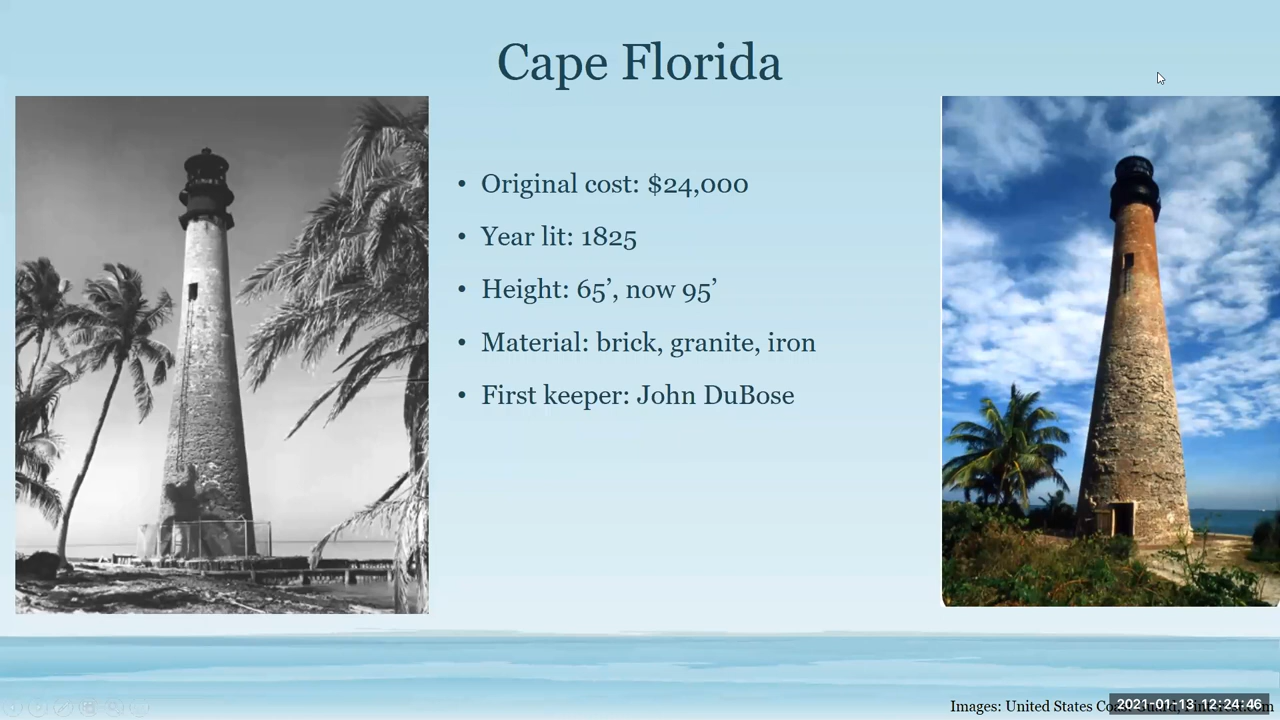 Cape Florida
• Original cost: $24,000
• Year lit: 1825
• Height: 65’, now 95’
• Material: brick, granite, iron
• First keeper: John DuBose
Images: United States
2021-01-13 12:24:46